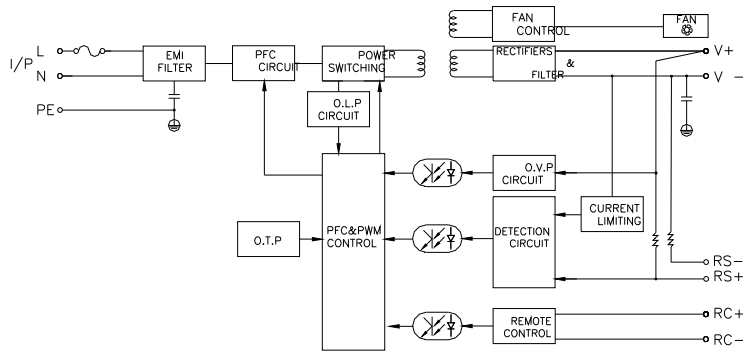 FAN
CONTROL
FAN
L
I/P
N
PE
EMI
FILTER
PFC
CIRCUIT
POWER
SWITCHING
RECTIFIERS
&
FILTER
V+
V -
O.L.P
CIRCUIT
O.V.P
CIRCUIT
PFC&PWM
CONTROL
O.T.P
DETECTION
CIRCUIT
CURRENT
LIMITING
RS-
RS+
REMOTE
CONTROL
RC+
RC-